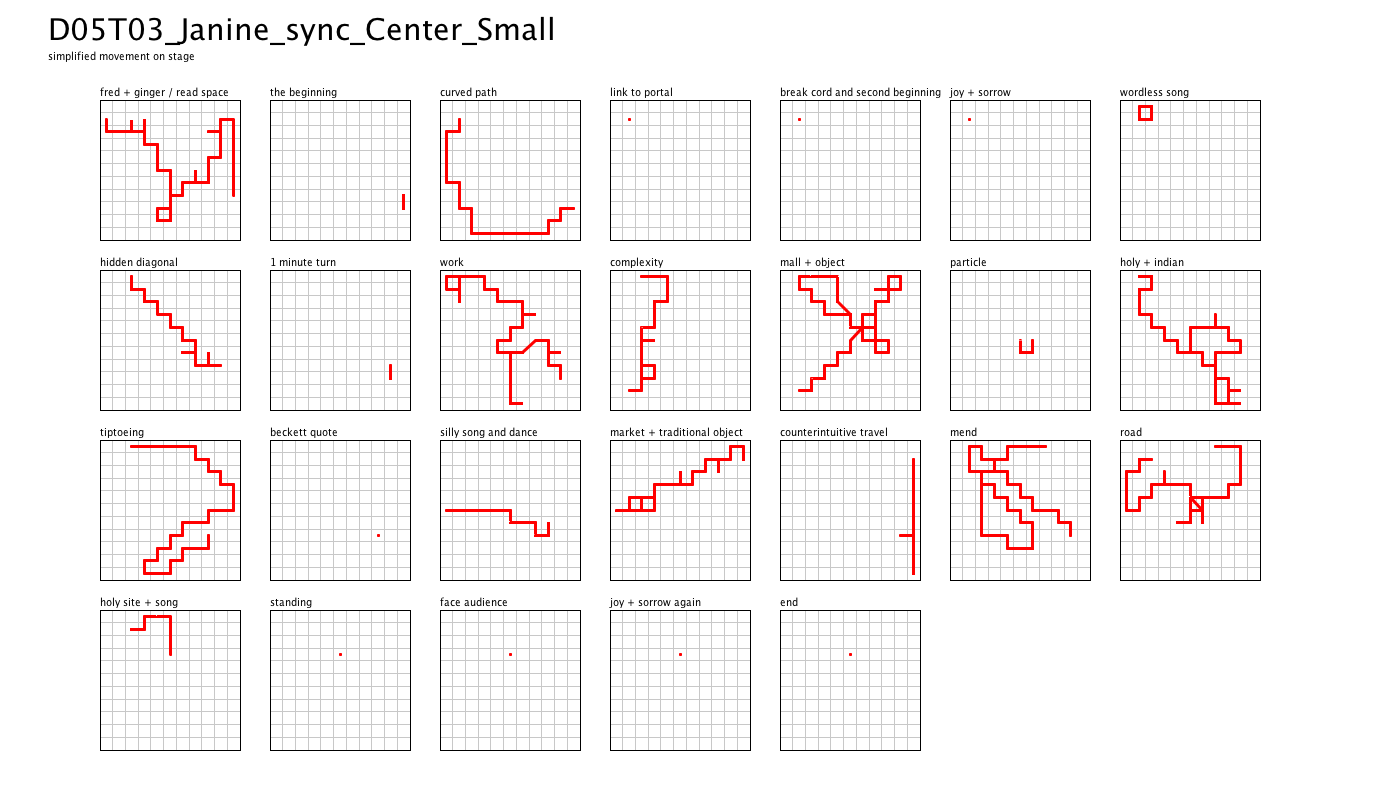 D05T03_Janine_sync_Center_Small
simplified movement on stage
fred + ginger / read space
the beginning
curved path
link to portal
break cord and second beginning
joy + sorrow
wordless song
hidden diagonal
1 minute turn
work
complexity
mall + object
particle
holy + indian
tiptoeing
beckett quote
silly song and dance
market + traditional object
counterintuitive travel
mend
road
holy site + song
standing
face audience
joy + sorrow again
end